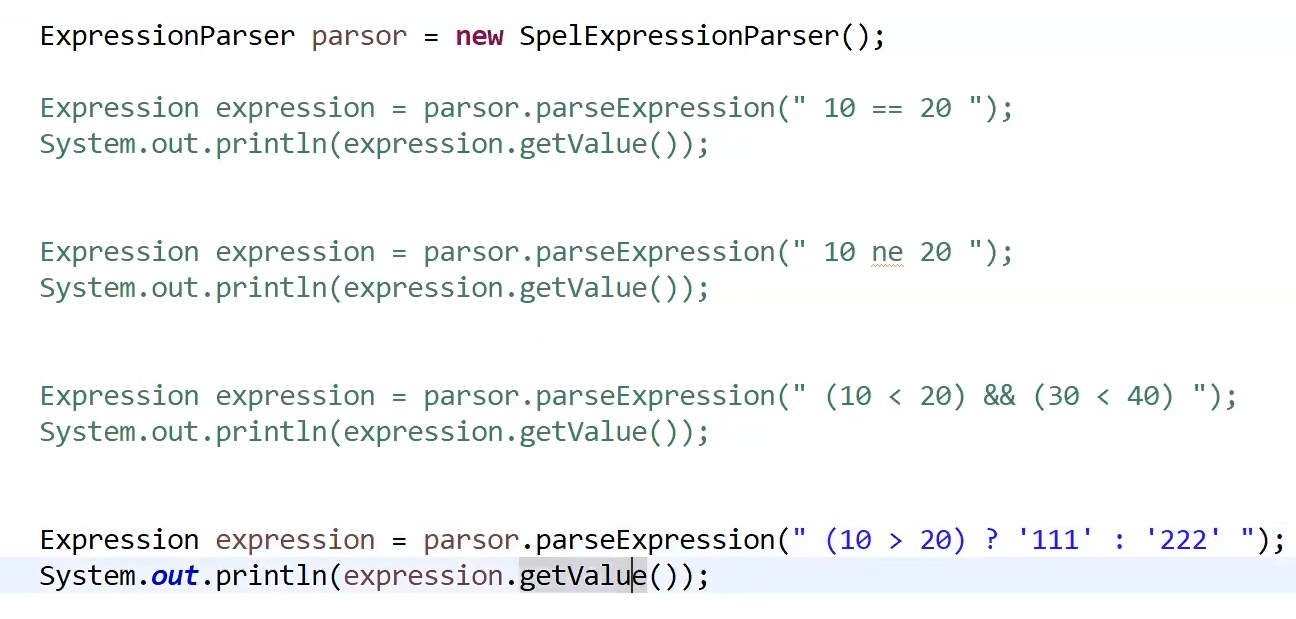 ExpressionParser parsor = new SpelExpressionParser();
Expression expression = parsor.parseExpression(" 10 == 20 ");
System.out.println(expression.getValue());
Expression expression = parsor.parseExpression(" 10 ne 20 ");
System.out.println(expression.getValue());
Expression expression = parsor.parseExpression(" (10 < 20) && (30 < 40) ");
System.out.println(expression.getValue());
Expression expression = parsor.parseExpression(" (10 > 20) ? '111' : '222' ");
System.out.println(expression.getValue());